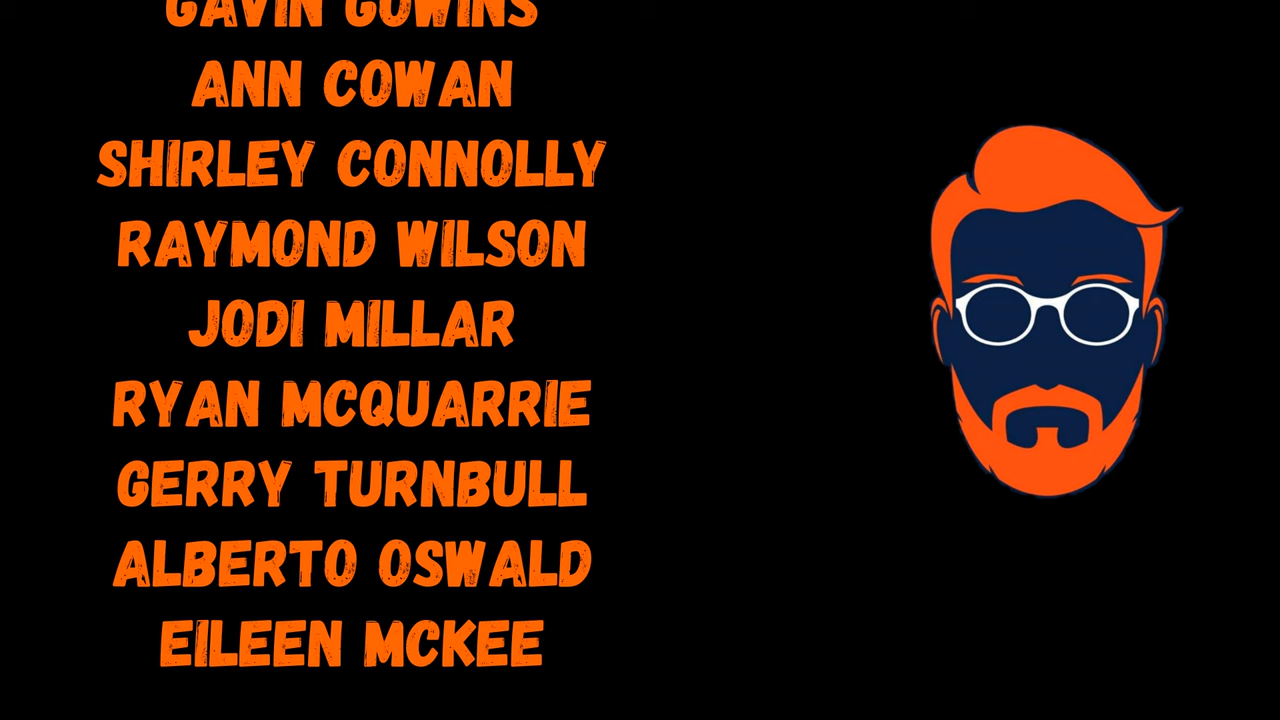 GAVIN GOWINS
ANN COWAN
SHIRLEY CONNOLLY
RAYMOND WILSON
JODI MILLAR
RYAN MCQUARRIE
GERRY TURNBULL
ALBERTO OSWALD
EILEEN MCKEE